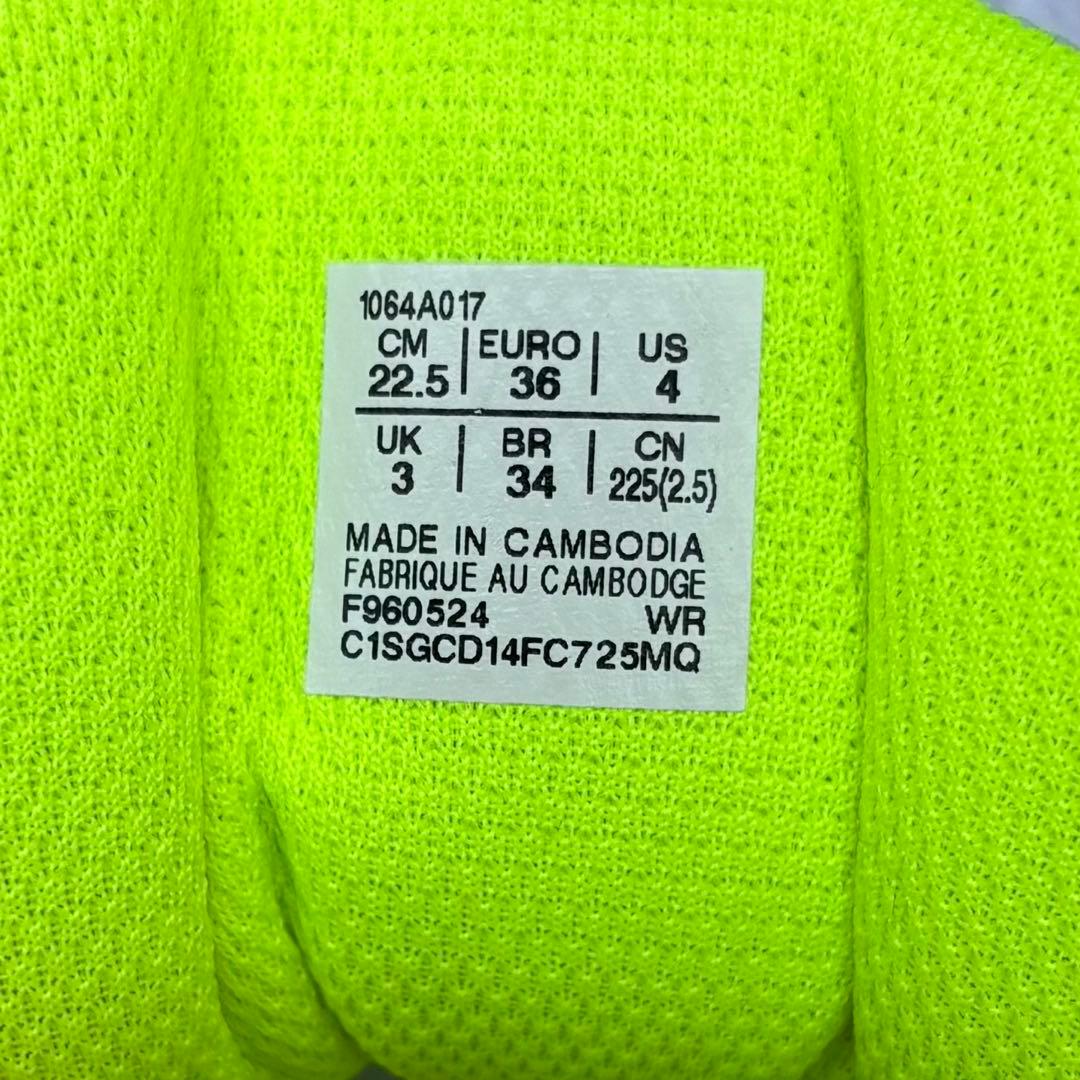 1064A017
CM | EURO | US
22.5 | 36 | 4
UK | BR | CN
3 | 34 | 225(2.5)
MADE IN CAMBODIA
FABRIQUE AU CAMBODGE
F960524 WR
C1SGCD14FC725MQ